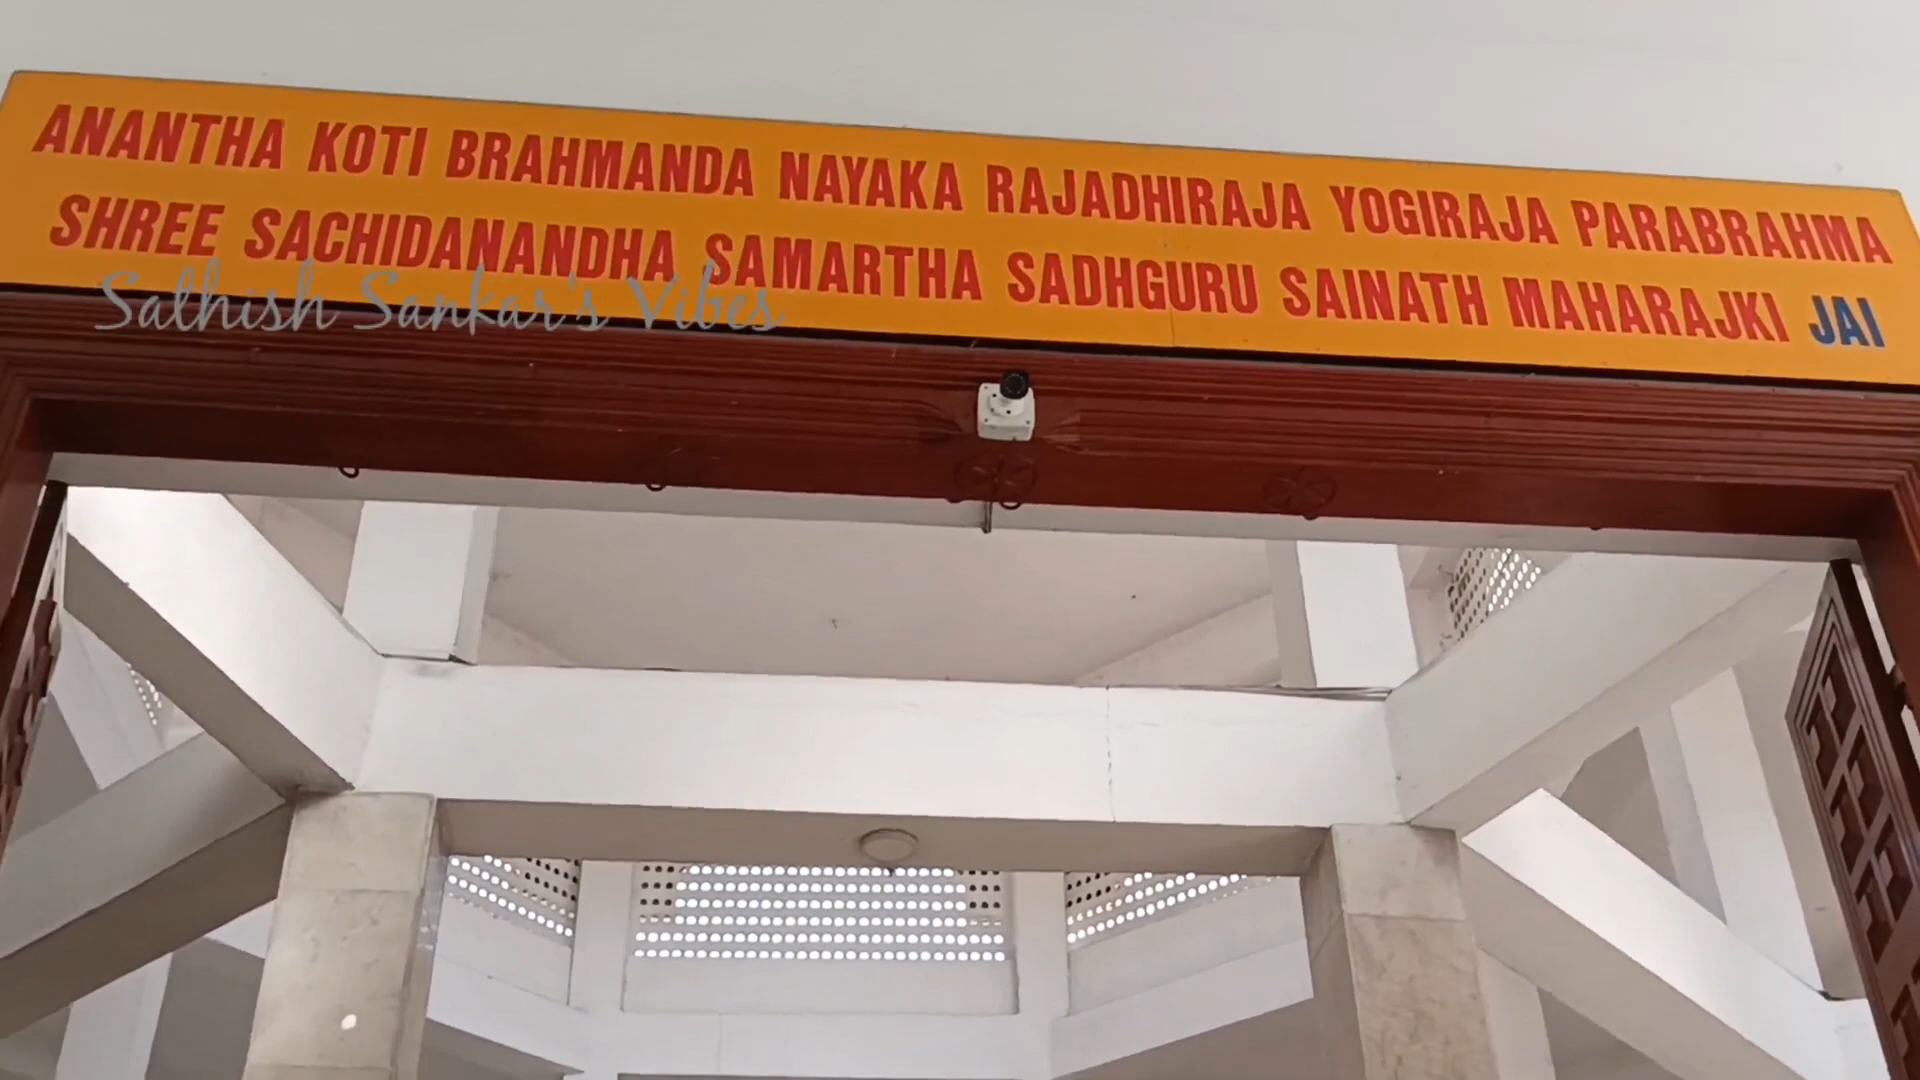 ANANTHA KOTI BRAHMANDA NAYAKA RAJADHIRAJA YOGIRAJA PARABRAHMA
SHREE SACHIDANANDHA SAMARTHA SADHGURU SAINATH MAHARAJKI JAI
Sathish Sankar's Vibes